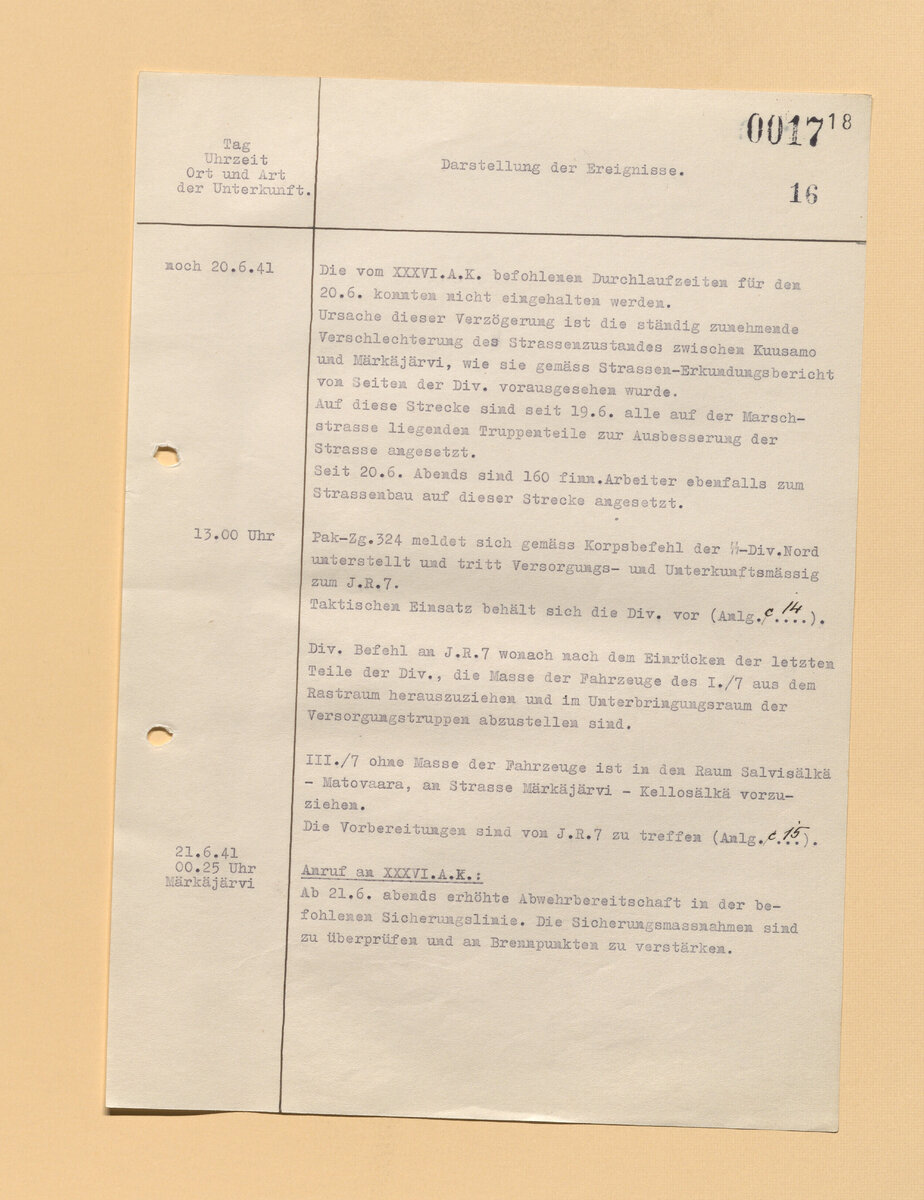 0017 18
16
Tag
Uhrzeit
Ort und Art
der Unterkunft.
Darstellung der Ereignisse.
noch 20.6.41
Die vom XXXVI.A.K. befohlenen Durchlaufzeiten für den
20.6. konnten nicht eingehalten werden.
Ursache dieser Verzögerung ist die ständig zunehmende
Verschlechterung des Strassenzustandes zwischen Kuusamo
und Märkäjärvi, wie sie gemäss Strassen-Erkundungsbericht
von Seiten der Div. vorausgesehen wurde.
Auf diese Strecke sind seit 19.6. alle auf der Marsch-
strasse liegenden Truppenteile zur Ausbesserung der
Strasse angesetzt.
Seit 20.6. Abends sind 160 finn.Arbeiter ebenfalls zum
Strassenbau auf dieser Strecke angesetzt.
13.00 Uhr
Pak-Zg.324 meldet sich gemäss Korpsbefehl der ᛋᛋ-Div.Nord
unterstellt und tritt Versorgungs- und Unterkunftsmässig
zum J.R.7.
Taktischen Einsatz behält sich die Div. vor (Anlg. c 14).
Div. Befehl an J.R.7 wonach nach dem Einrücken der letzten
Teile der Div., die Masse der Fahrzeuge des I./7 aus dem
Rastraum herauszuziehen und im Unterbringungsraum der
Versorgungstruppen abzustellen sind.
III./7 ohne Masse der Fahrzeuge ist in den Raum Salvisälkä
- Matovaara, an Strasse Märkäjärvi - Kellosälkä vorzu-
ziehen.
Die Vorbereitungen sind von J.R.7 zu treffen (Anlg. c 15).
21.6.41
00.25 Uhr
Märkäjärvi
Anruf an XXXVI.A.K.:
Ab 21.6. abends erhöhte Abwehrbereitschaft in der be-
fohlenen Sicherungslinie. Die Sicherungsmassnahmen sind
zu überprüfen und an Brennpunkten zu verstärken.